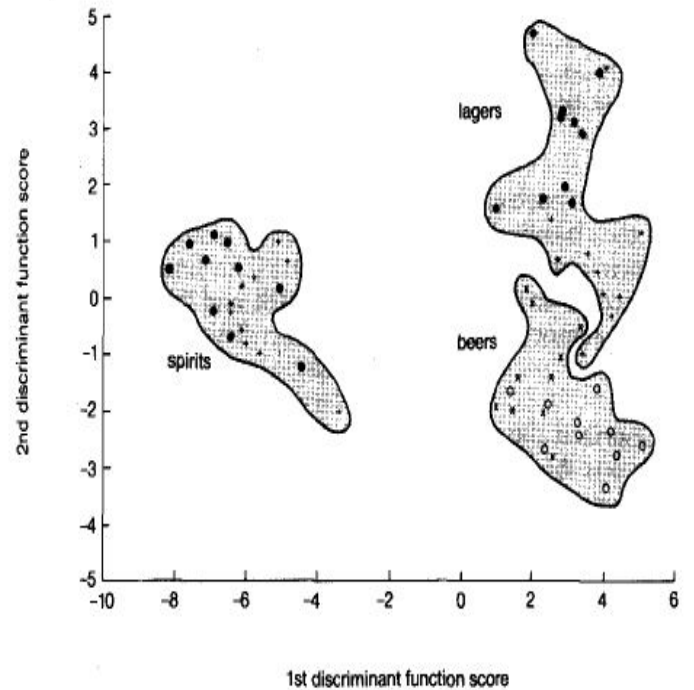 5
4
lagers
3
2
1
0
beers
-1
spirits
-2
-3
-4
-5
-10 -8 -6 -4 -2 0 2 4 6
2nd discriminant function score
1st discriminant function score